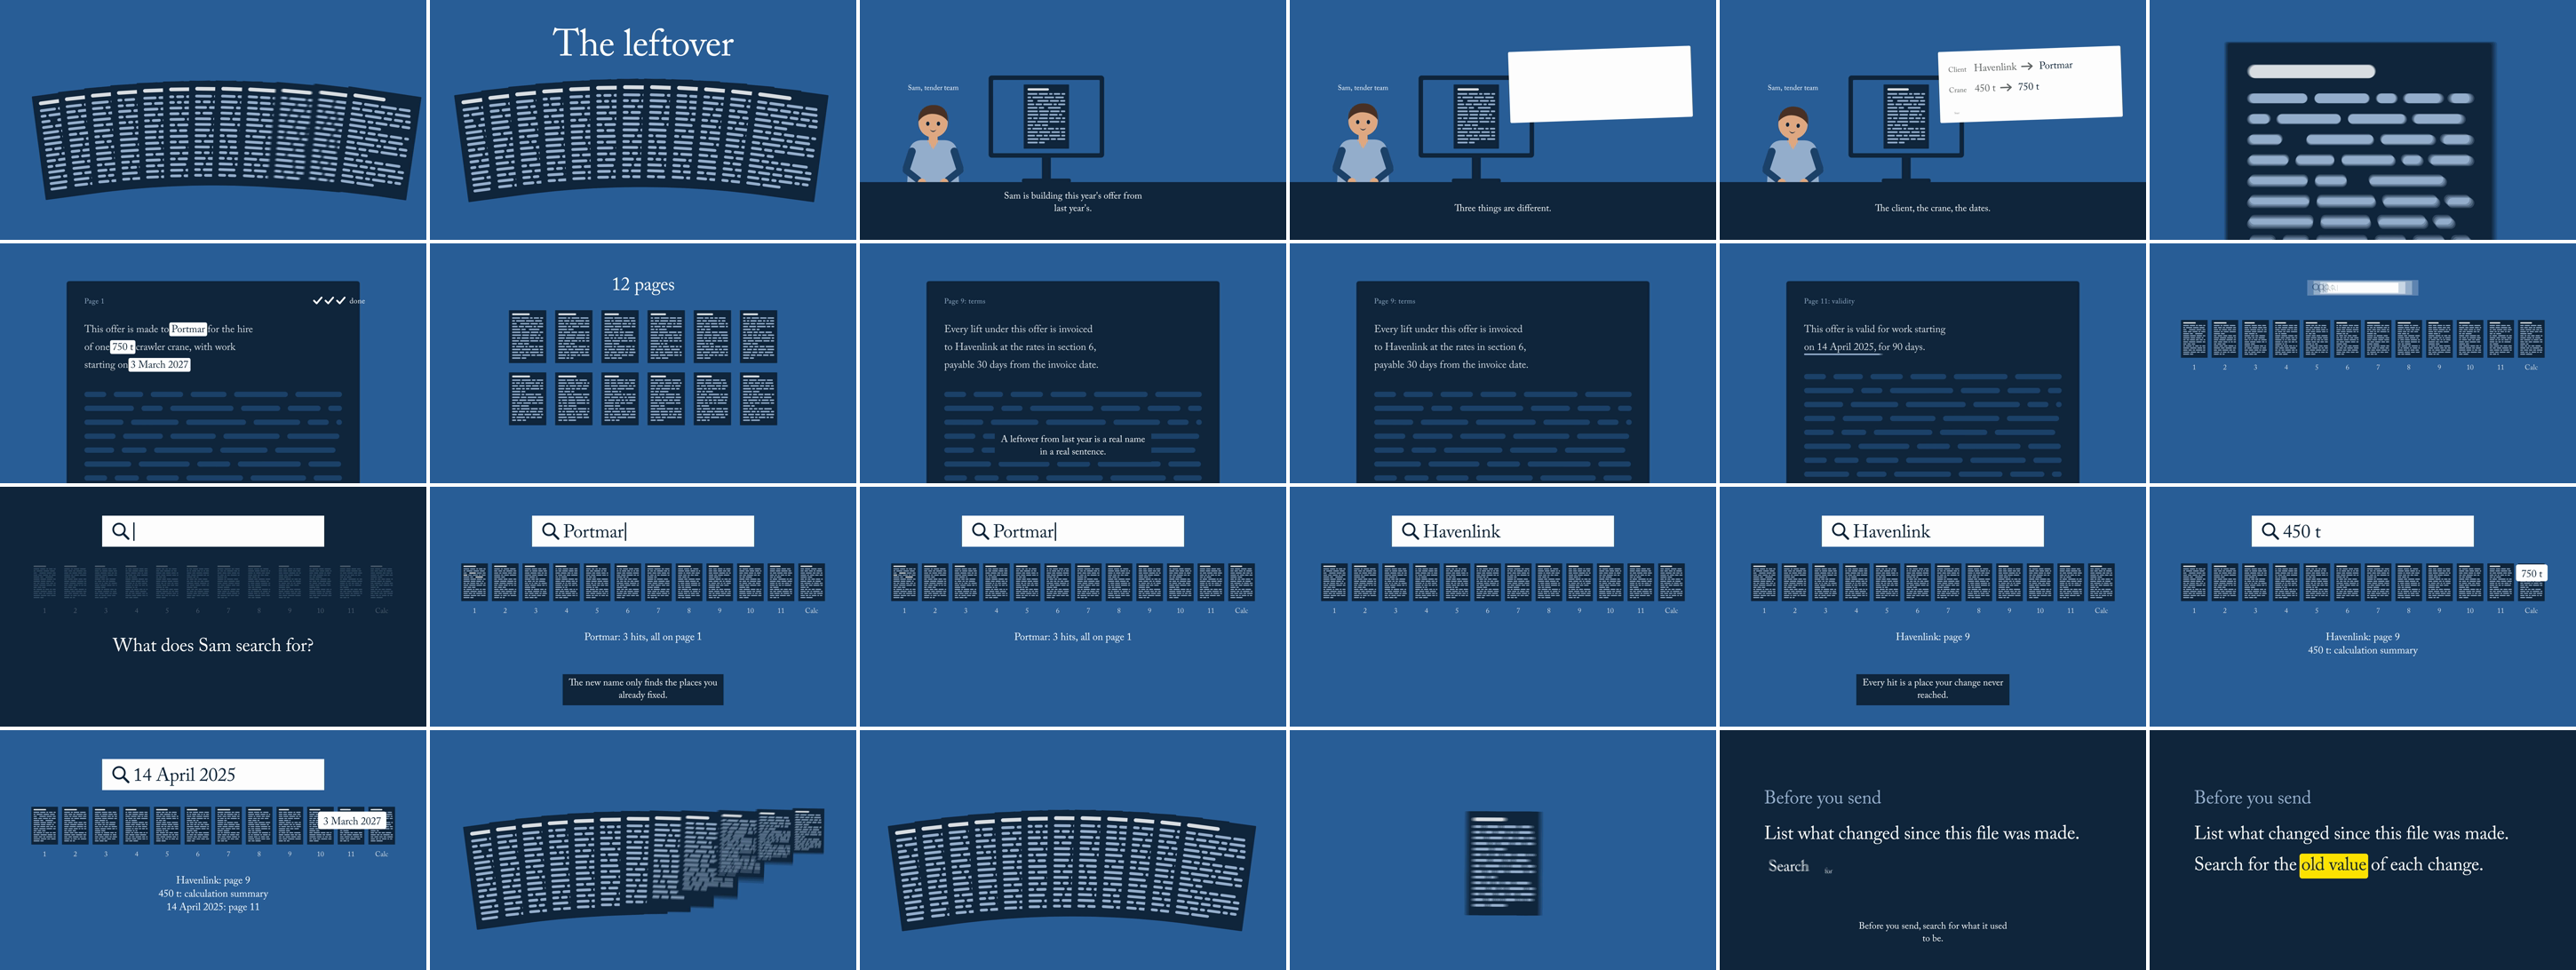 The leftover
Sam, tender team
Sam is building this year's offer from
last year's.
Sam, tender team
Three things are different.
Sam, tender team
Client Havenlink → Portmar
Crane 450 t → 750 t
The client, the crane, the dates.
Page 1
✓✓✓ done
This offer is made to Portmar for the hire
of one 750 t crawler crane, with work
starting on 3 March 2027
12 pages
Page 9: terms
Every lift under this offer is invoiced
to Havenlink at the rates in section 6,
payable 30 days from the invoice date.
A leftover from last year is a real name
in a real sentence.
Page 9: terms
Every lift under this offer is invoiced
to Havenlink at the rates in section 6,
payable 30 days from the invoice date.
Page 11: validity
This offer is valid for work starting
on 14 April 2025, for 90 days.
1 2 3 4 5 6 7 8 9 10 11 Calc
1 2 3 4 5 6 7 8 9 10 11 Calc
What does Sam search for?
Portmar
1 2 3 4 5 6 7 8 9 10 11 Calc
Portmar: 3 hits, all on page 1
The new name only finds the places you
already fixed.
Portmar
1 2 3 4 5 6 7 8 9 10 11 Calc
Portmar: 3 hits, all on page 1
Havenlink
1 2 3 4 5 6 7 8 9 10 11 Calc
Havenlink
1 2 3 4 5 6 7 8 9 10 11 Calc
Havenlink: page 9
Every hit is a place your change never
reached.
450 t
750 t
1 2 3 4 5 6 7 8 9 10 11 Calc
Havenlink: page 9
450 t: calculation summary
14 April 2025
3 March 2027
1 2 3 4 5 6 7 8 9 10 11 Calc
Havenlink: page 9
450 t: calculation summary
14 April 2025: page 11
Before you send
List what changed since this file was made.
Search for
Before you send, search for what it used
to be.
Before you send
List what changed since this file was made.
Search for the old value of each change.